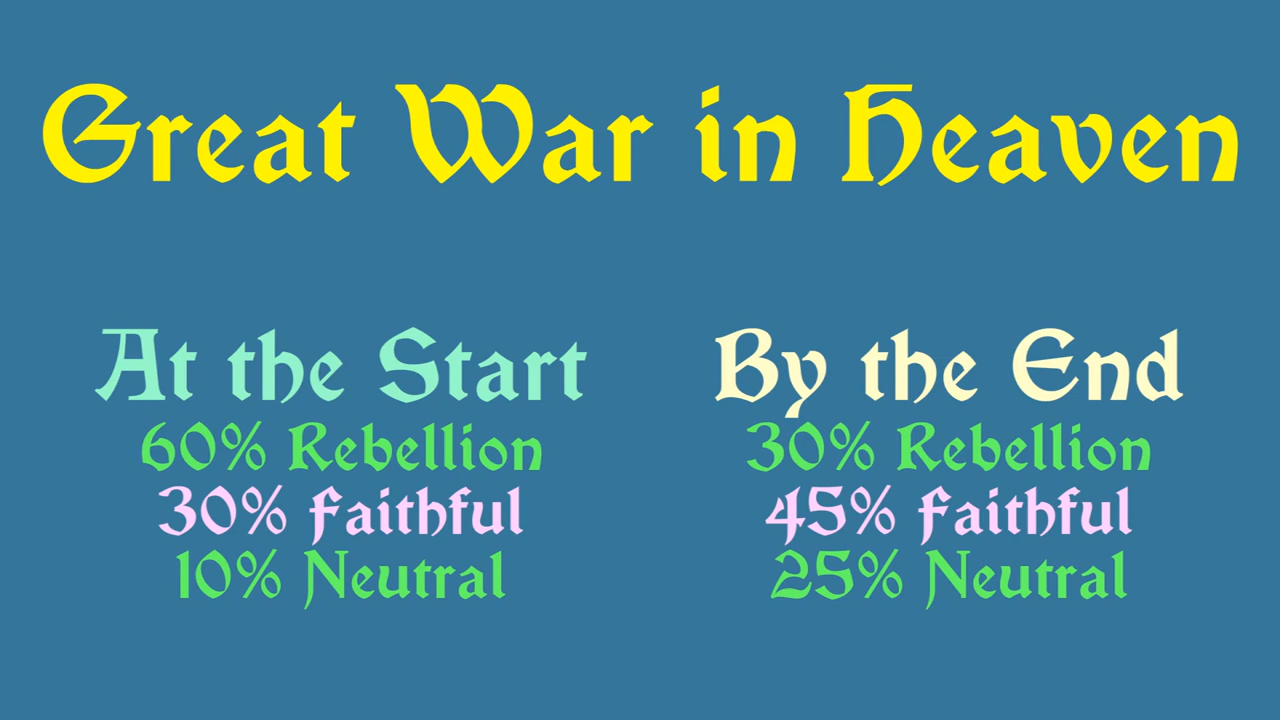 Great War in Heaven
At the Start
60% Rebellion
30% Faithful
10% Neutral
By the End
30% Rebellion
45% Faithful
25% Neutral